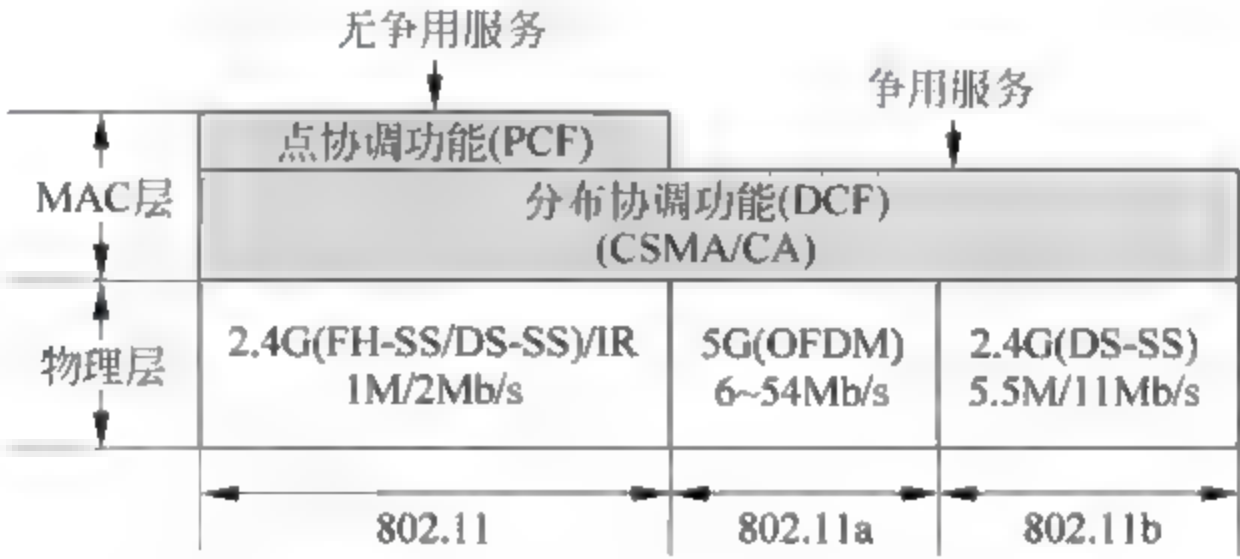 无争用服务
争用服务
点协调功能(PCF)
MAC层
分布协调功能(DCF)
(CSMA/CA)
物理层
2.4G(FH-SS/DS-SS)/IR
1M/2Mb/s
5G(OFDM)
6~54Mb/s
2.4G(DS-SS)
5.5M/11Mb/s
802.11
802.11a
802.11b